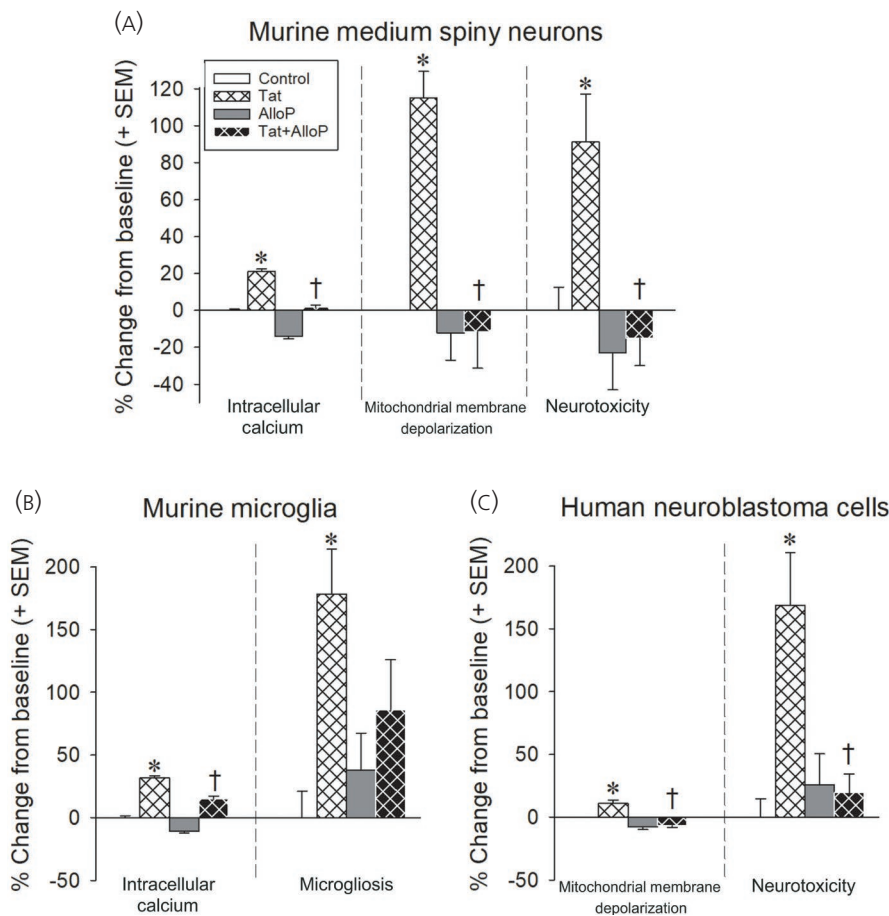 (A)
Murine medium spiny neurons
% Change from baseline (+ SEM)
120
100
80
60
40
20
0
-20
-40
Control
Tat
AlloP
Tat+AlloP
*
†
*
†
*
†
Intracellular
calcium
Mitochondrial membrane
depolarization
Neurotoxicity
(B)
Murine microglia
% Change from baseline (+ SEM)
200
150
100
50
0
-50
*
†
*
Intracellular
calcium
Microgliosis
(C)
Human neuroblastoma cells
% Change from baseline (+ SEM)
200
150
100
50
0
-50
*
†
*
†
Mitochondrial membrane
depolarization
Neurotoxicity